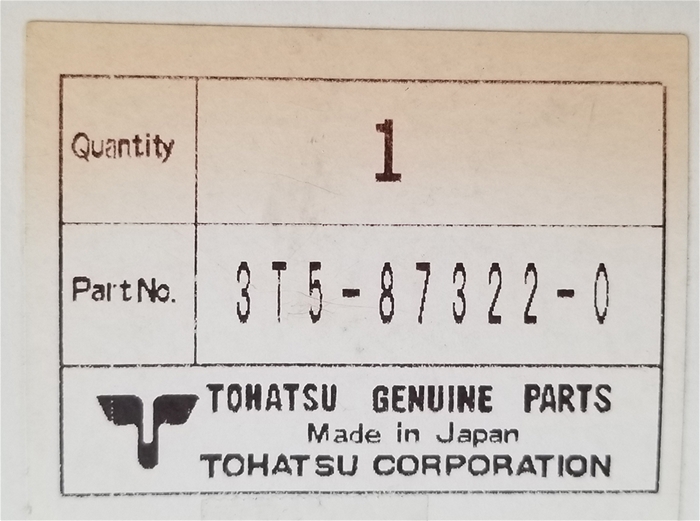 Quantity 1
Part No. 3T5-87322-0
TOHATSU GENUINE PARTS
Made in Japan
TOHATSU CORPORATION